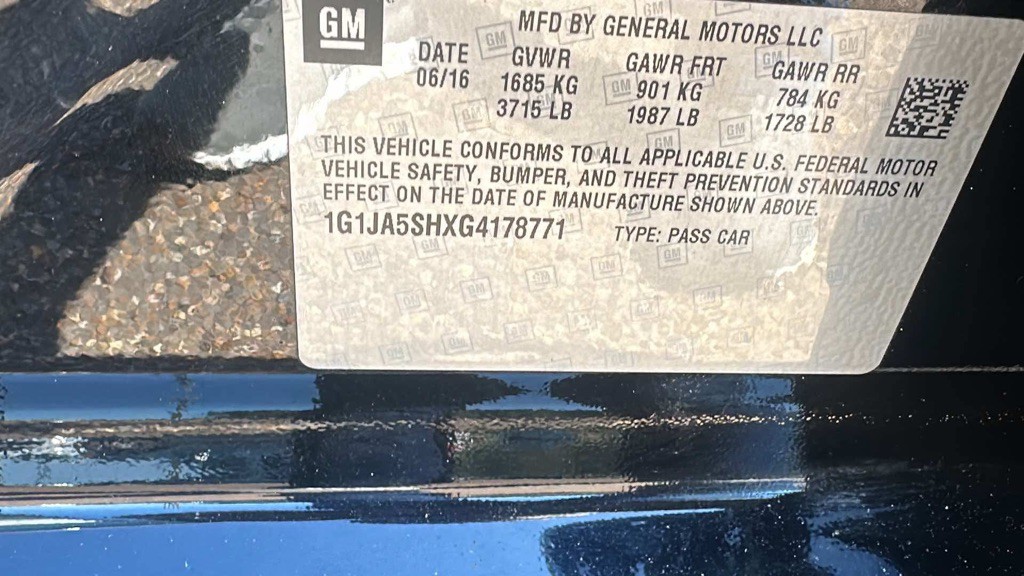 GM
MFD BY GENERAL MOTORS LLC
DATE GVWR GAWR FRT GAWR RR
06/16 1685 KG 901 KG 784 KG
3715 LB 1987 LB 1728 LB
THIS VEHICLE CONFORMS TO ALL APPLICABLE U.S. FEDERAL MOTOR
VEHICLE SAFETY, BUMPER, AND THEFT PREVENTION STANDARDS IN
EFFECT ON THE DATE OF MANUFACTURE SHOWN ABOVE.
1G1JA5SHXG4178771 TYPE: PASS CAR